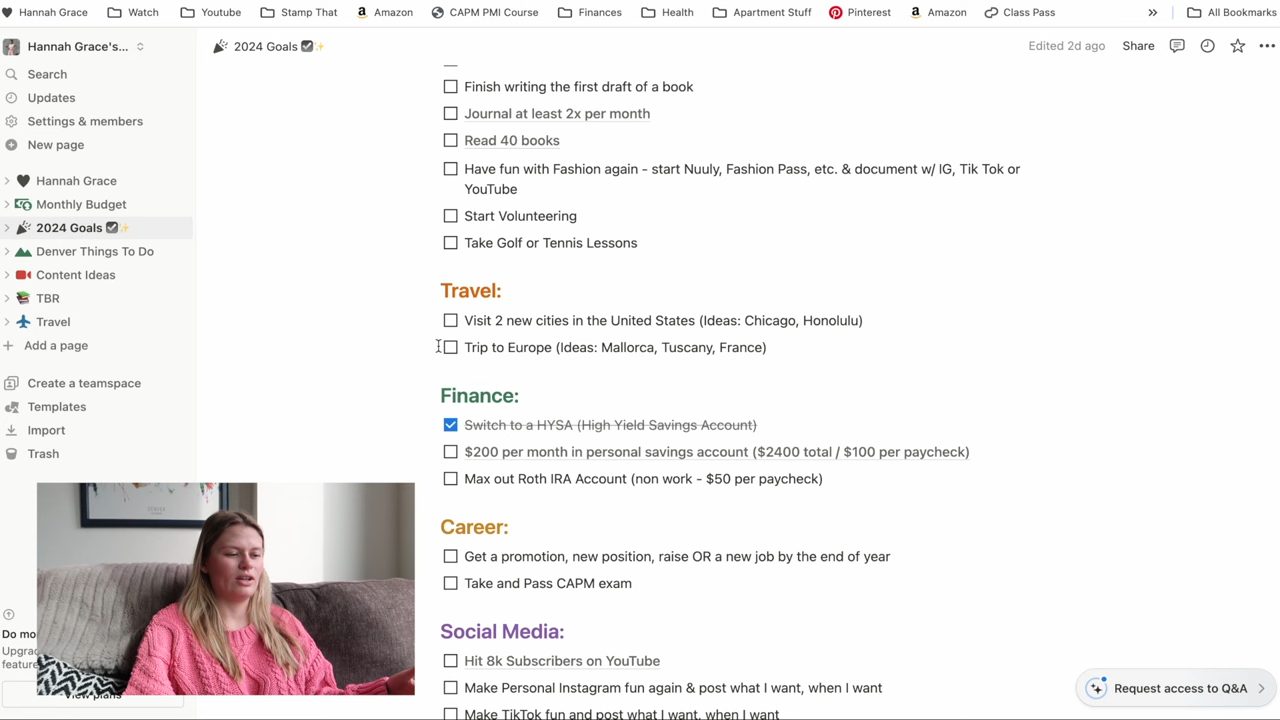 Hannah Grace
Watch
Youtube
Stamp That
Amazon
CAPM PMI Course
Finances
Health
Apartment Stuff
Pinterest
Amazon
Class Pass
All Bookmarks
Hannah Grace's...
2024 Goals
Edited 2d ago
Share
Search
Updates
Settings & members
New page
Hannah Grace
Monthly Budget
2024 Goals
Denver Things To Do
Content Ideas
TBR
Travel
Add a page
Create a teamspace
Templates
Import
Trash
Do mo
Upgra
featur
View plans
Finish writing the first draft of a book
Journal at least 2x per month
Read 40 books
Have fun with Fashion again - start Nuuly, Fashion Pass, etc. & document w/ IG, Tik Tok or
YouTube
Start Volunteering
Take Golf or Tennis Lessons
Travel:
Visit 2 new cities in the United States (Ideas: Chicago, Honolulu)
Trip to Europe (Ideas: Mallorca, Tuscany, France)
Finance:
Switch to a HYSA (High Yield Savings Account)
$200 per month in personal savings account ($2400 total / $100 per paycheck)
Max out Roth IRA Account (non work - $50 per paycheck)
Career:
Get a promotion, new position, raise OR a new job by the end of year
Take and Pass CAPM exam
Social Media:
Hit 8k Subscribers on YouTube
Make Personal Instagram fun again & post what I want, when I want
Make TikTok fun and post what I want, when I want
Request access to Q&A